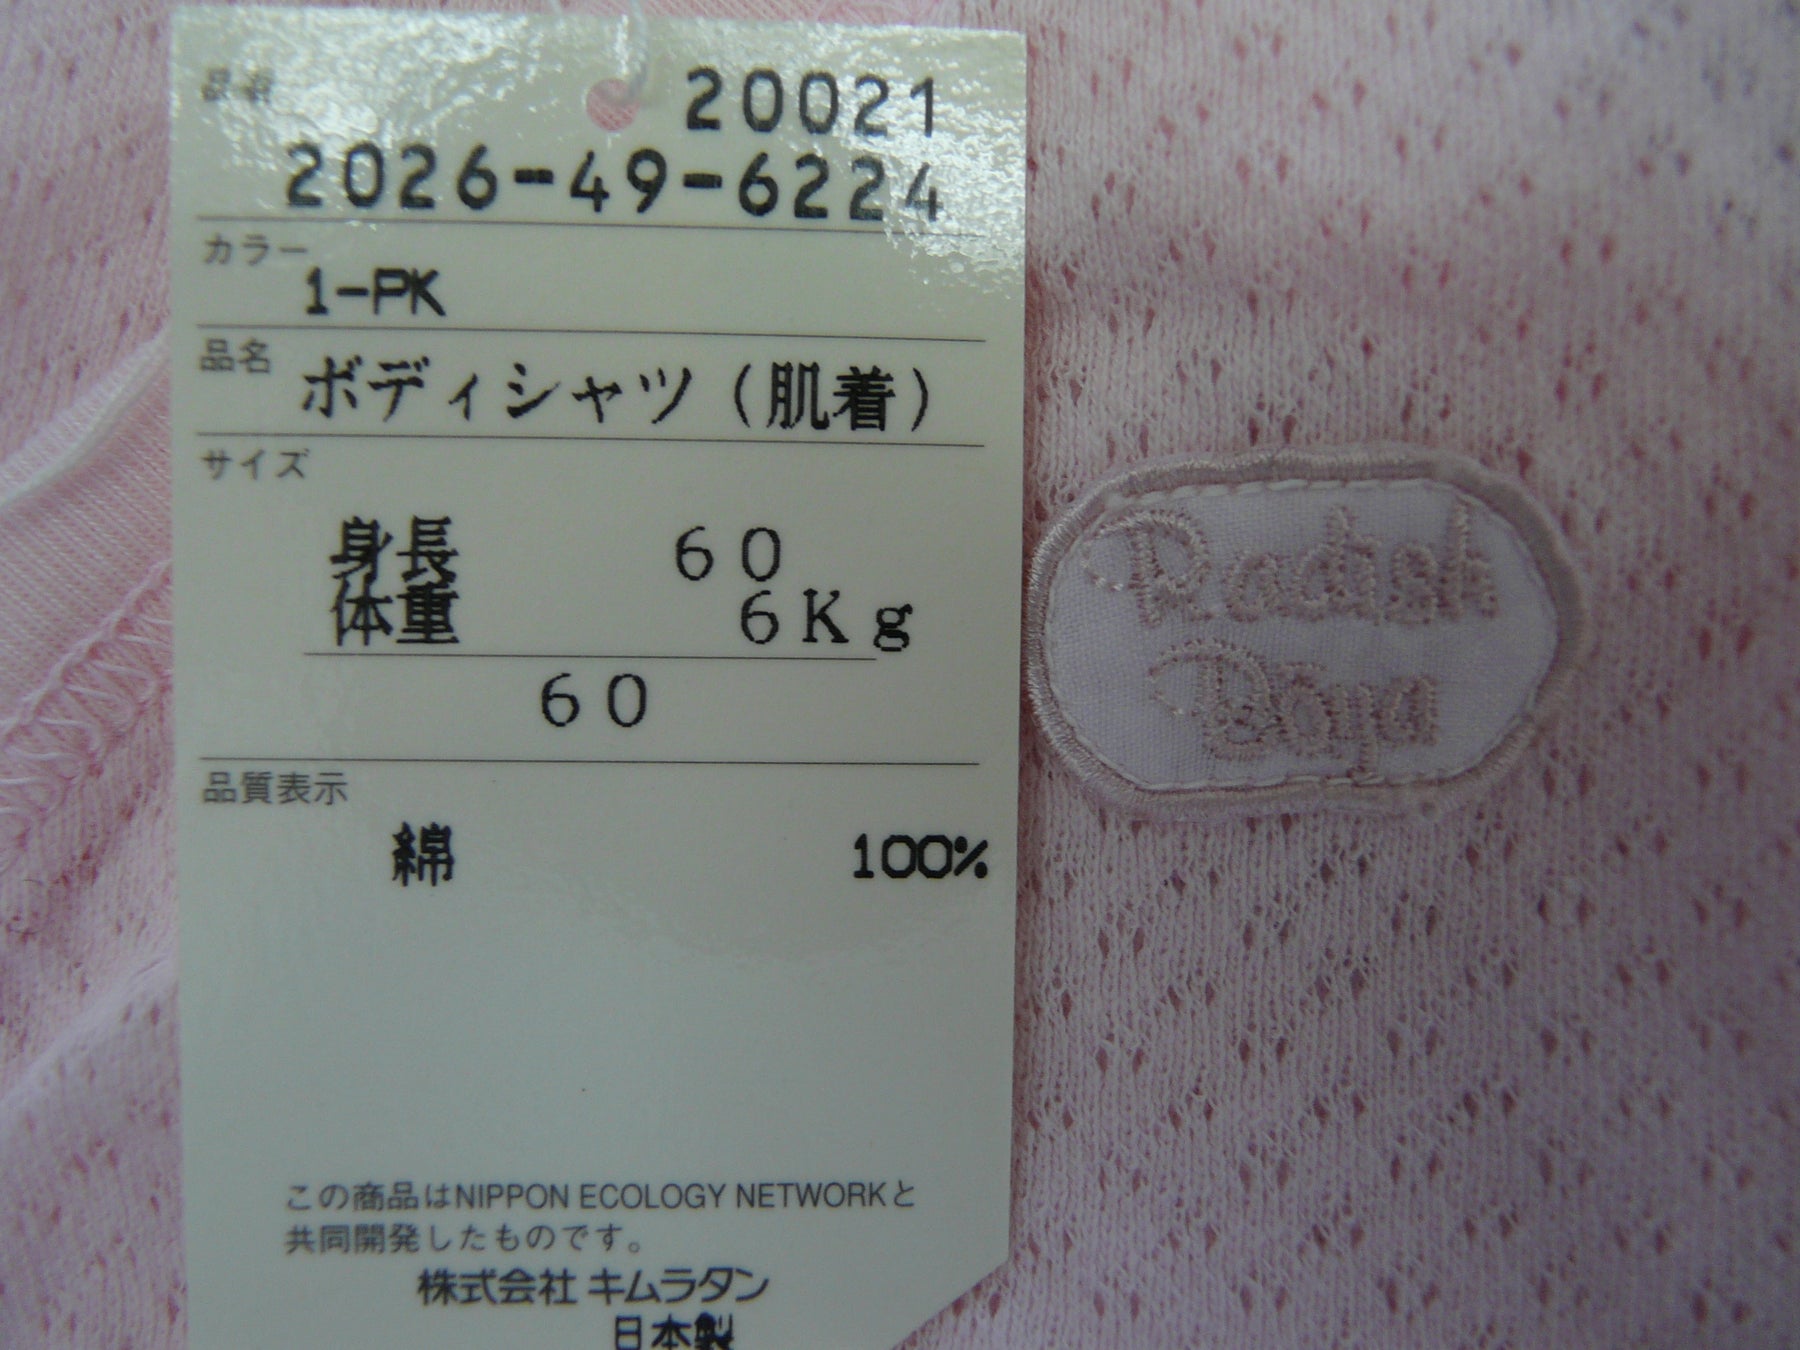 品番
20021
2026-49-6224
カラー
1-PK
品名
ボディシャツ(肌着)
サイズ
身長 60
体重 6Kg
60
品質表示
綿 100%
この商品はNIPPON ECOLOGY NETWORKと
共同開発したものです。
株式会社 キムラタン
日本製
Radish
Boya